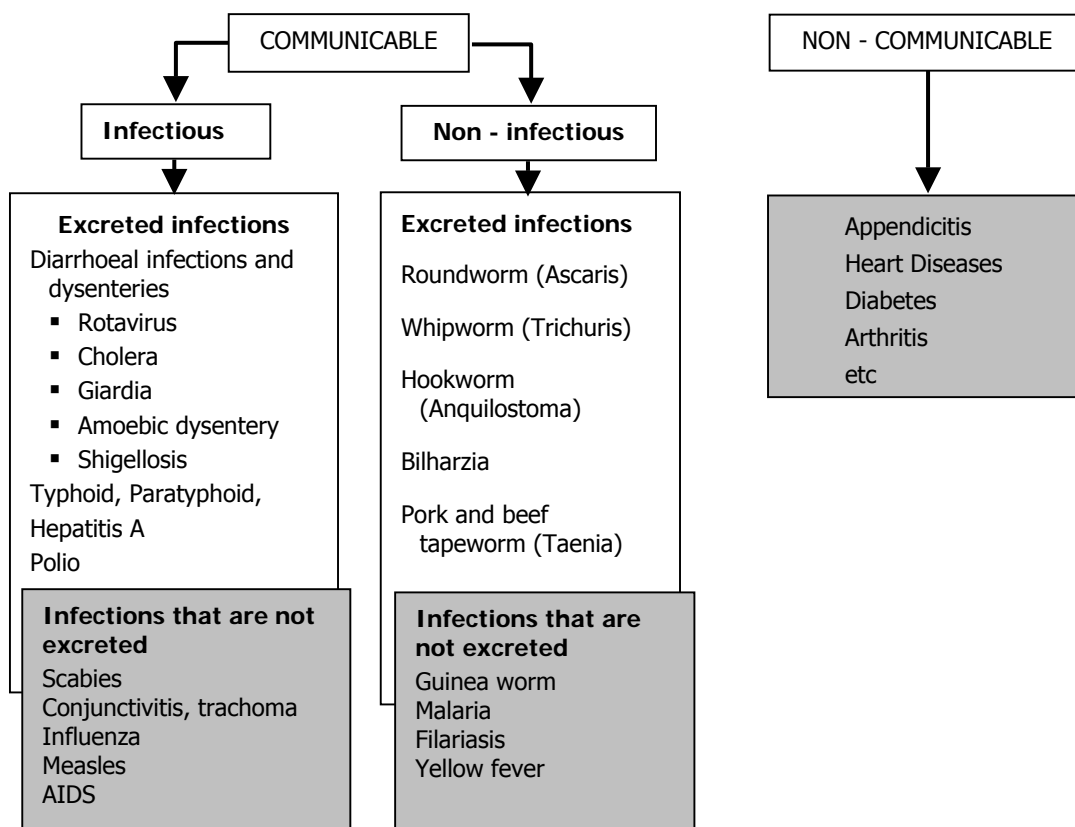 COMMUNICABLE
Infectious
Excreted infections
Diarrhoeal infections and
dysenteries
▪ Rotavirus
▪ Cholera
▪ Giardia
▪ Amoebic dysentery
▪ Shigellosis
Typhoid, Paratyphoid,
Hepatitis A
Polio
Infections that are not
excreted
Scabies
Conjunctivitis, trachoma
Influenza
Measles
AIDS
Non - infectious
Excreted infections
Roundworm (Ascaris)
Whipworm (Trichuris)
Hookworm
(Anquilostoma)
Bilharzia
Pork and beef
tapeworm (Taenia)
Infections that are
not excreted
Guinea worm
Malaria
Filariasis
Yellow fever
NON - COMMUNICABLE
Appendicitis
Heart Diseases
Diabetes
Arthritis
etc